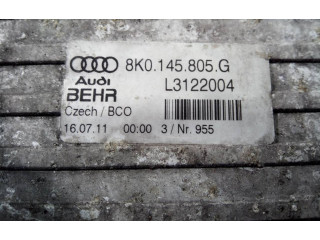 8K0.145.805.G
Audi
BEHR
L3122004
Czech / BCO
16.07.11 00:00 3 / Nr. 955